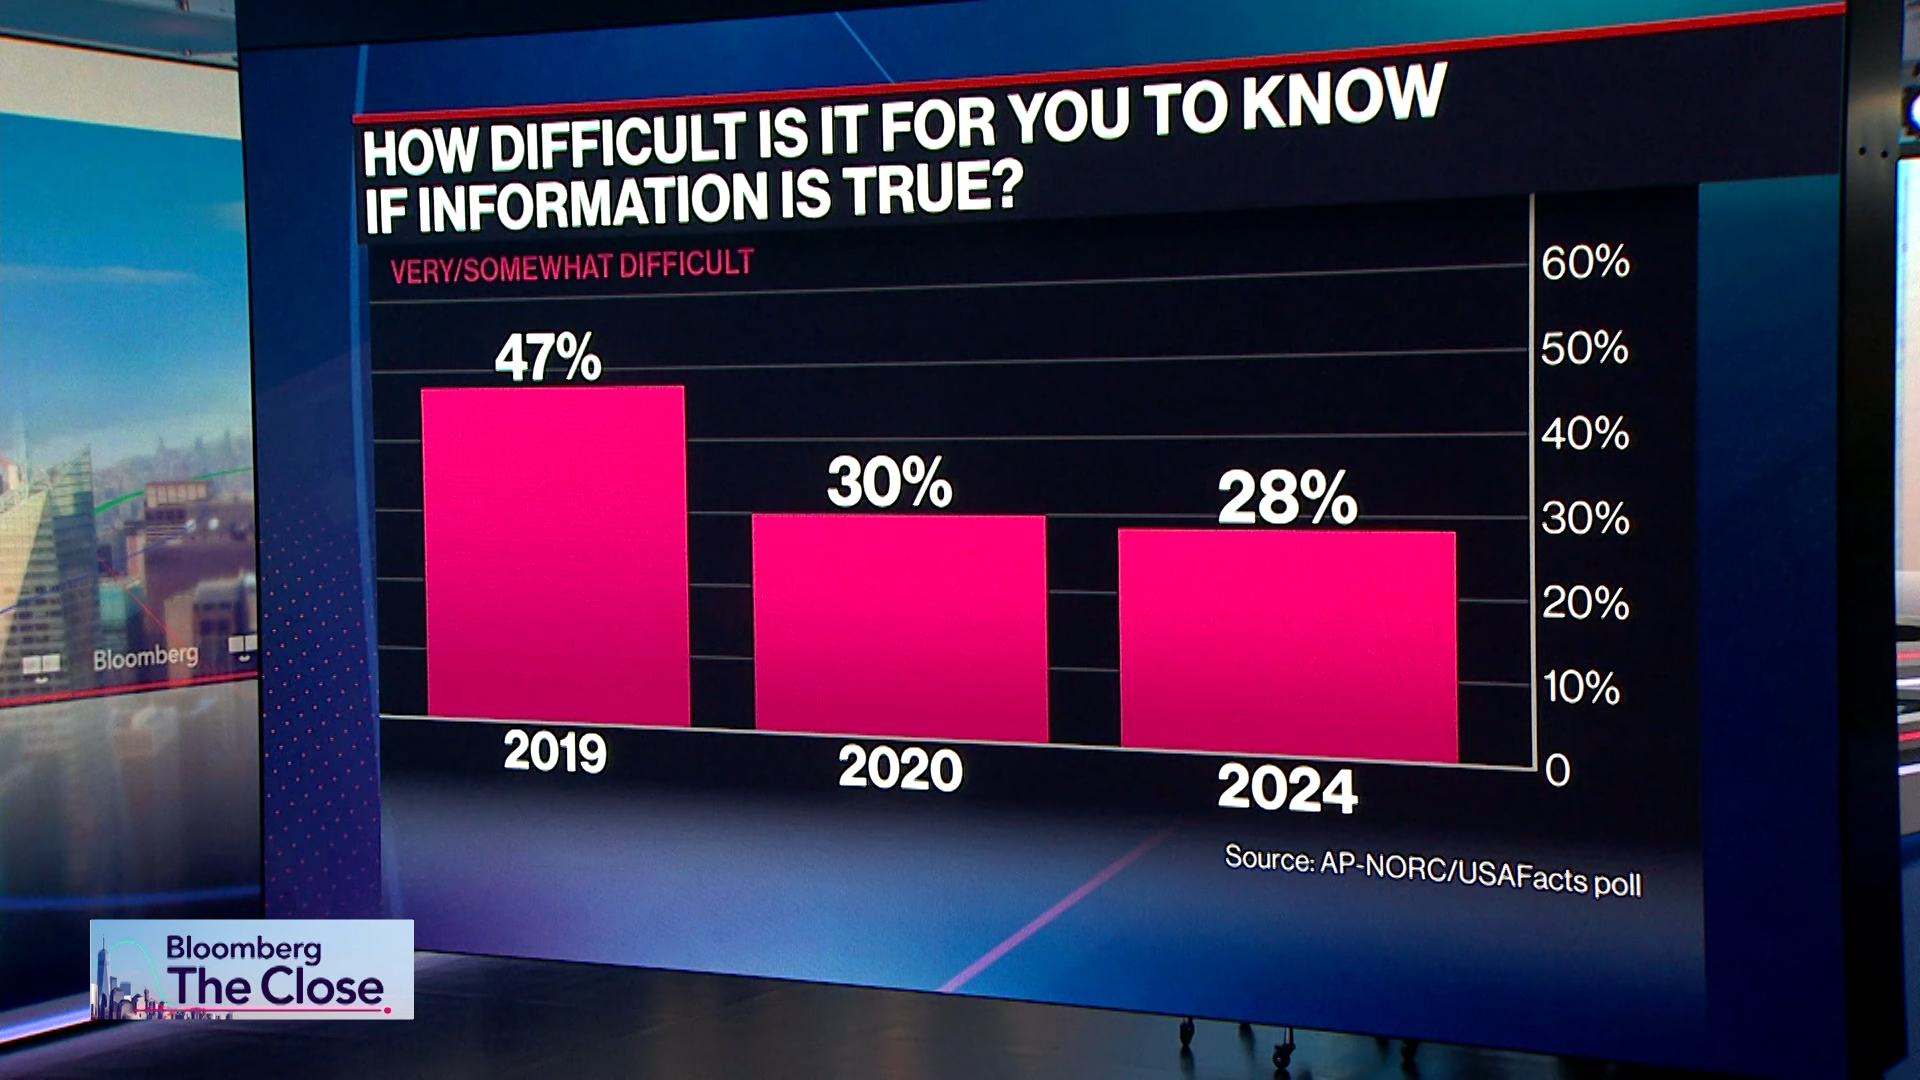 HOW DIFFICULT IS IT FOR YOU TO KNOW
IF INFORMATION IS TRUE?
VERY/SOMEWHAT DIFFICULT
60%
50%
40%
30%
20%
10%
0
47%
30%
28%
2019
2020
2024
Source: AP-NORC/USAFacts poll
Bloomberg
Bloomberg
The Close